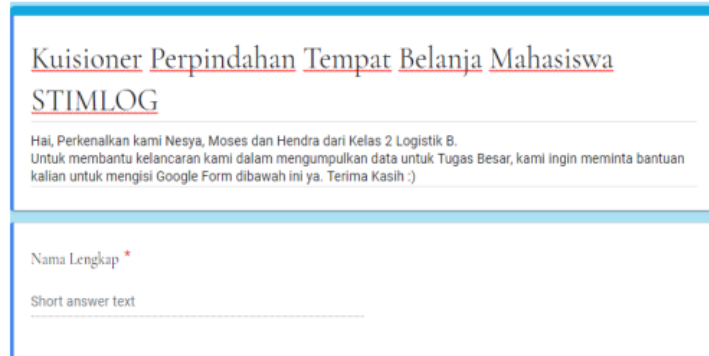 Kuisioner Perpindahan Tempat Belanja Mahasiswa
STIMLOG
Hai, Perkenalkan kami Nesya, Moses dan Hendra dari Kelas 2 Logistik B.
Untuk membantu kelancaran kami dalam mengumpulkan data untuk Tugas Besar, kami ingin meminta bantuan
kalian untuk mengisi Google Form dibawah ini ya. Terima Kasih :)
Nama Lengkap *
Short answer text